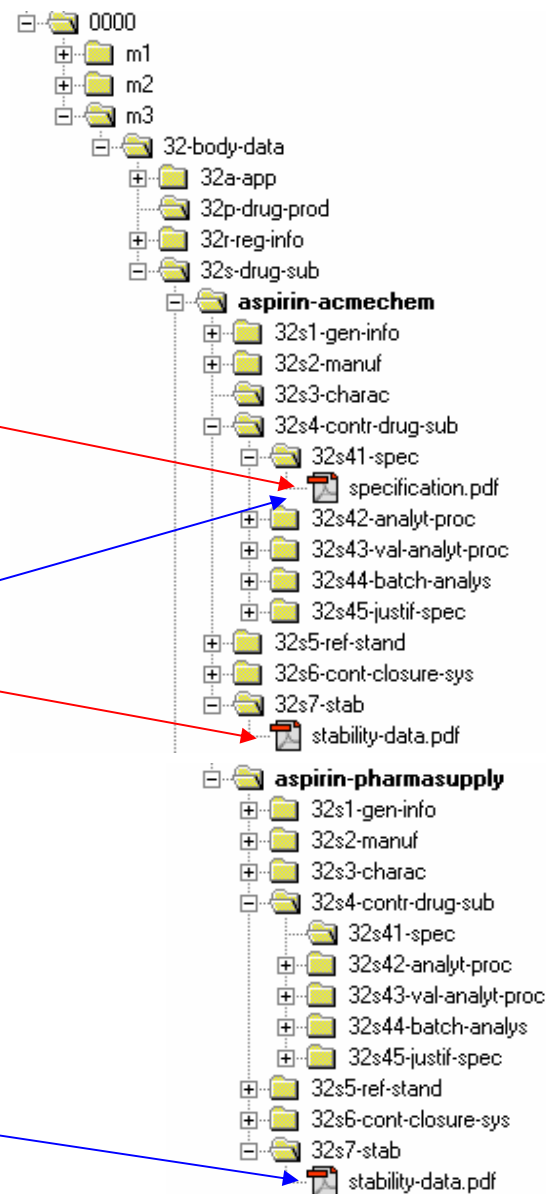 0000
m1
m2
m3
32-body-data
32a-app
32p-drug-prod
32r-reg-info
32s-drug-sub
aspirin-acmechem
32s1-gen-info
32s2-manuf
32s3-charac
32s4-contr-drug-sub
32s41-spec
specification.pdf
32s42-analyt-proc
32s43-val-analyt-proc
32s44-batch-analys
32s45-justif-spec
32s5-ref-stand
32s6-cont-closure-sys
32s7-stab
stability-data.pdf
aspirin-pharmasupply
32s1-gen-info
32s2-manuf
32s3-charac
32s4-contr-drug-sub
32s41-spec
32s42-analyt-proc
32s43-val-analyt-proc
32s44-batch-analys
32s45-justif-spec
32s5-ref-stand
32s6-cont-closure-sys
32s7-stab
stability-data.pdf